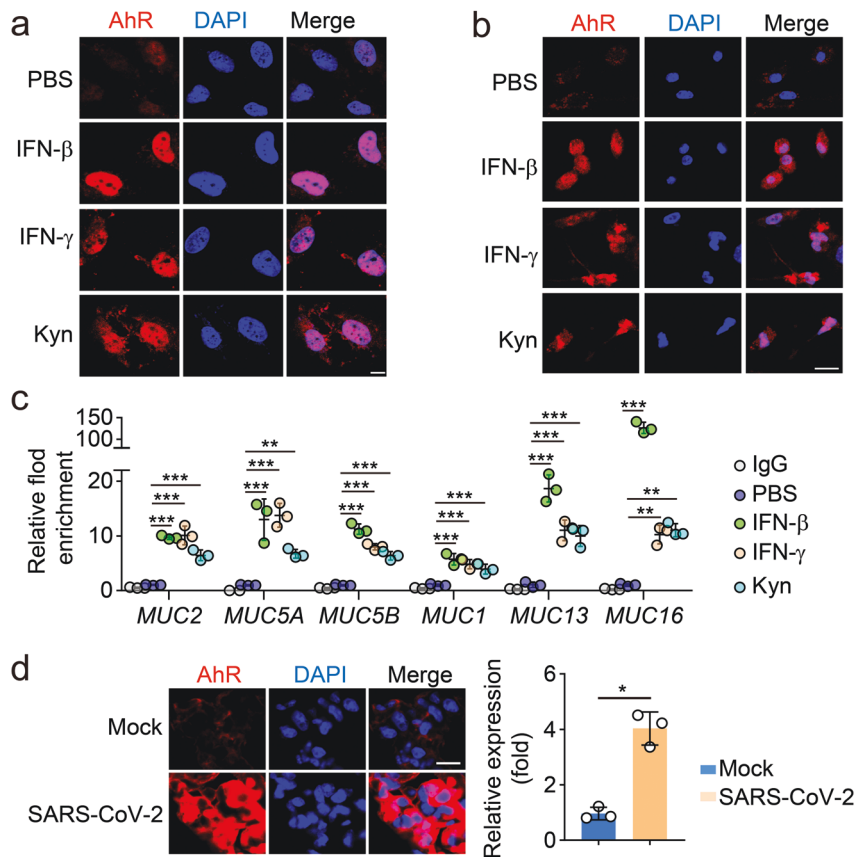 a
AhR DAPI Merge
PBS
IFN-β
IFN-γ
Kyn
b
AhR DAPI Merge
PBS
IFN-β
IFN-γ
Kyn
c
Relative flod
enrichment
150
100
20
10
0
*** *** ***
*** *** **
*** *** ***
*** *** ***
*** *** ***
*** ** **
MUC2 MUC5A MUC5B MUC1 MUC13 MUC16
IgG
PBS
IFN-β
IFN-γ
Kyn
d
AhR DAPI Merge
Mock
SARS-CoV-2
Relative expression
(fold)
6
4
2
0
*
Mock
SARS-CoV-2